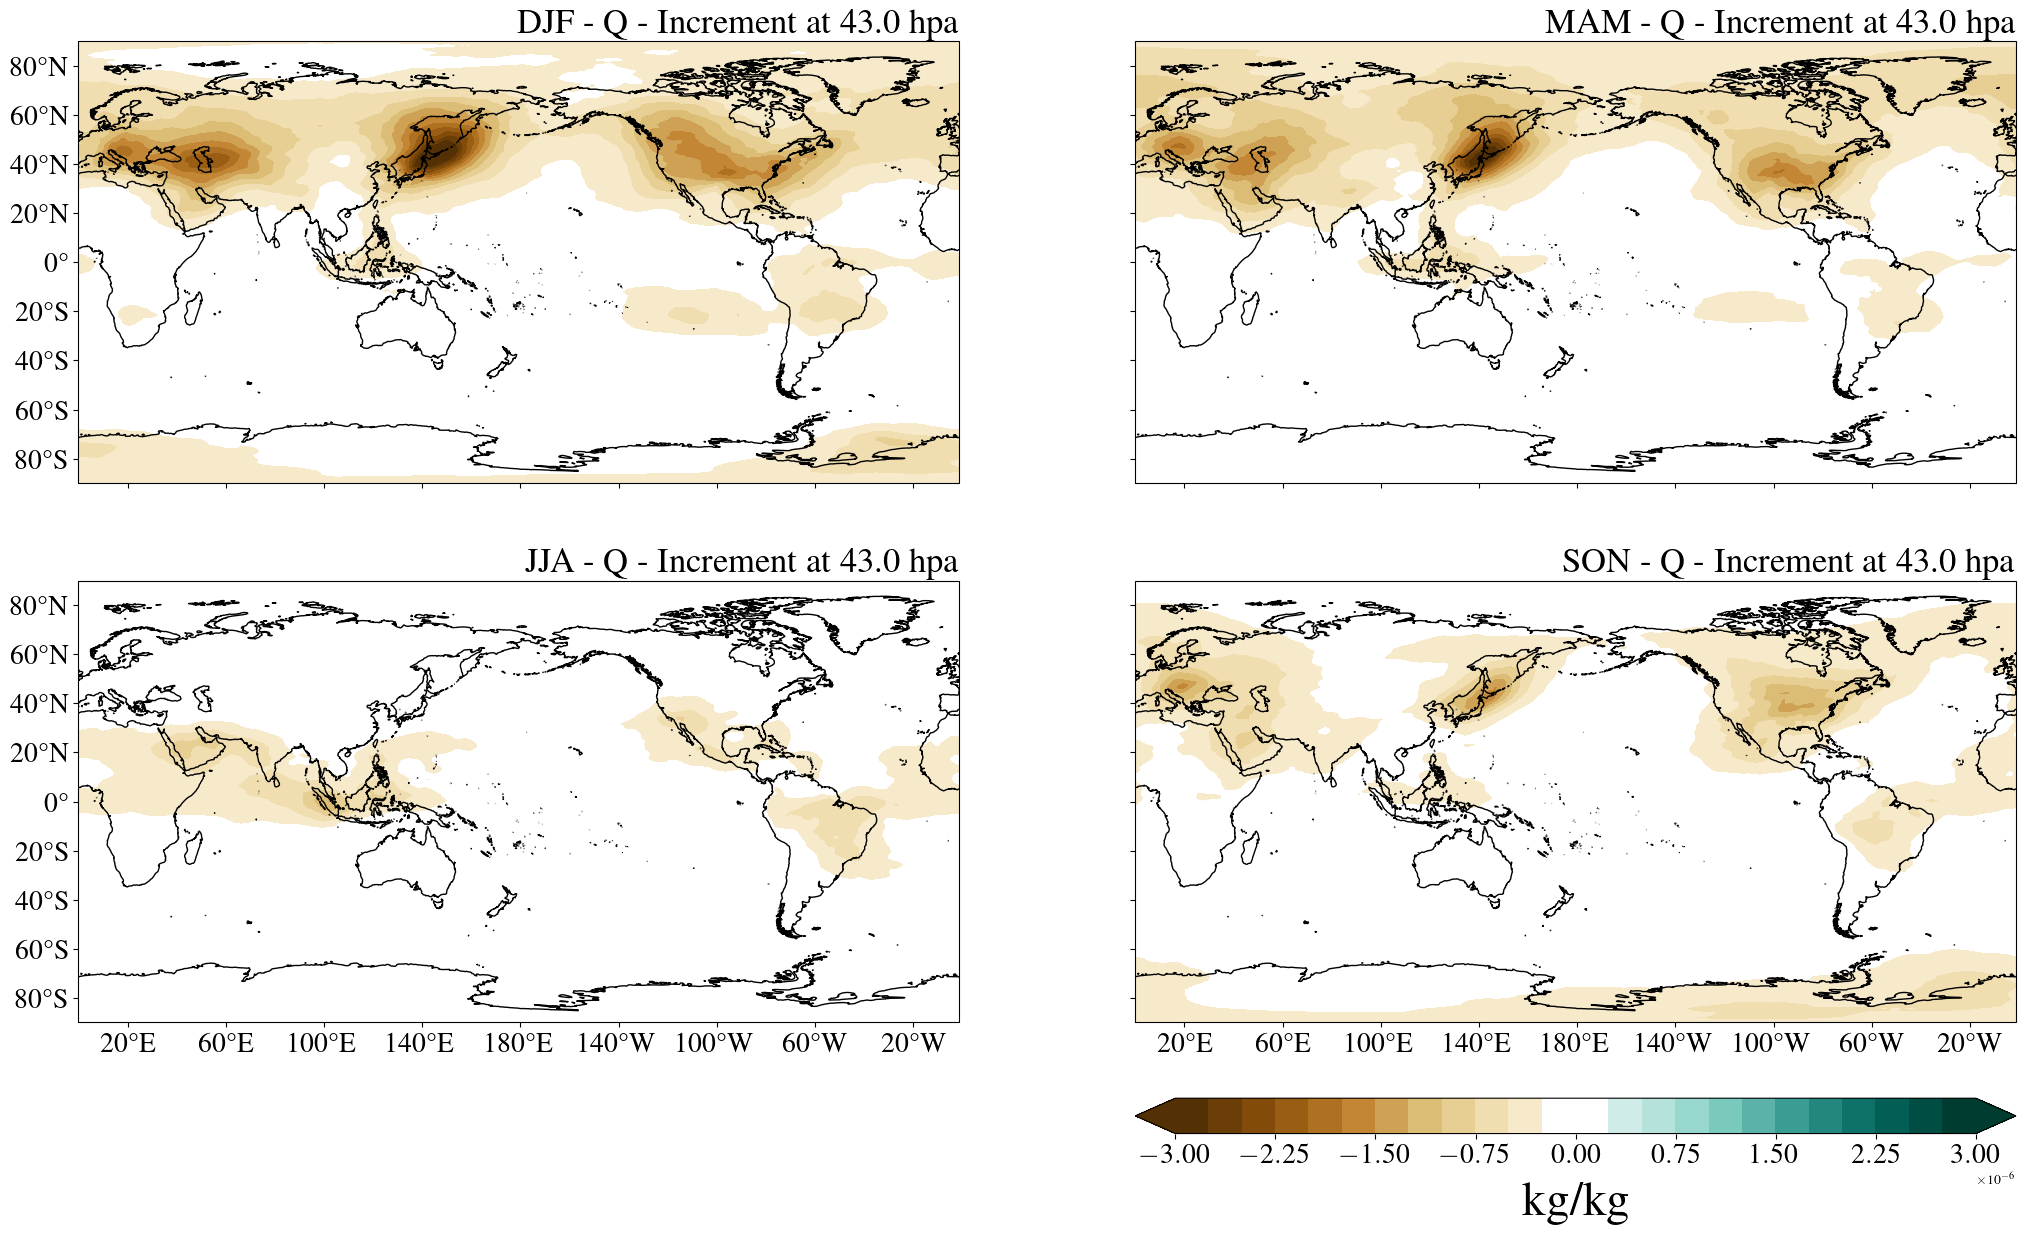 DJF - Q - Increment at 43.0 hpa
MAM - Q - Increment at 43.0 hpa
80°N
60°N
40°N
20°N
0°
20°S
40°S
60°S
80°S
JJA - Q - Increment at 43.0 hpa
SON - Q - Increment at 43.0 hpa
80°N
60°N
40°N
20°N
0°
20°S
40°S
60°S
80°S
20°E 60°E 100°E 140°E 180°E 140°W 100°W 60°W 20°W
20°E 60°E 100°E 140°E 180°E 140°W 100°W 60°W 20°W
−3.00 −2.25 −1.50 −0.75 0.00 0.75 1.50 2.25 3.00
×10⁻⁶
kg/kg